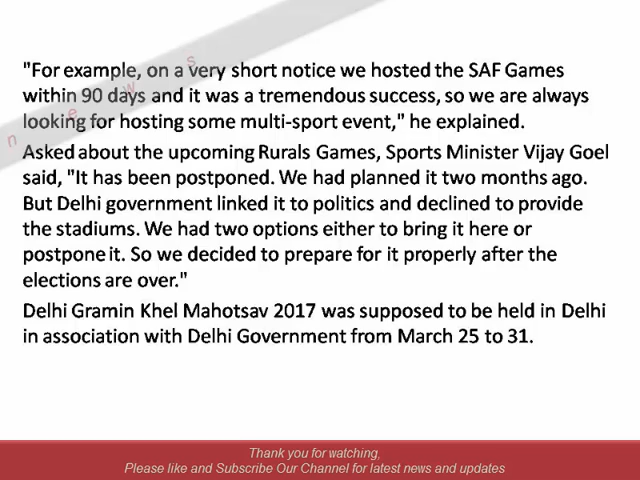 "For example, on a very short notice we hosted the SAF Games
within 90 days and it was a tremendous success, so we are always
looking for hosting some multi-sport event," he explained.
Asked about the upcoming Rurals Games, Sports Minister Vijay Goel
said, "It has been postponed. We had planned it two months ago.
But Delhi government linked it to politics and declined to provide
the stadiums. We had two options either to bring it here or
postpone it. So we decided to prepare for it properly after the
elections are over."
Delhi Gramin Khel Mahotsav 2017 was supposed to be held in Delhi
in association with Delhi Government from March 25 to 31.
news
Thank you for watching,
Please like and Subscribe Our Channel for latest news and updates